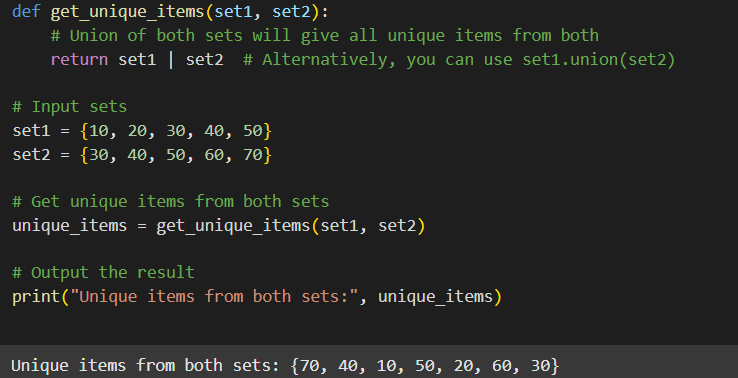 def get_unique_items(set1, set2):
    # Union of both sets will give all unique items from both
    return set1 | set2  # Alternatively, you can use set1.union(set2)
# Input sets
set1 = {10, 20, 30, 40, 50}
set2 = {30, 40, 50, 60, 70}
# Get unique items from both sets
unique_items = get_unique_items(set1, set2)
# Output the result
print("Unique items from both sets:", unique_items)
Unique items from both sets: {70, 40, 10, 50, 20, 60, 30}